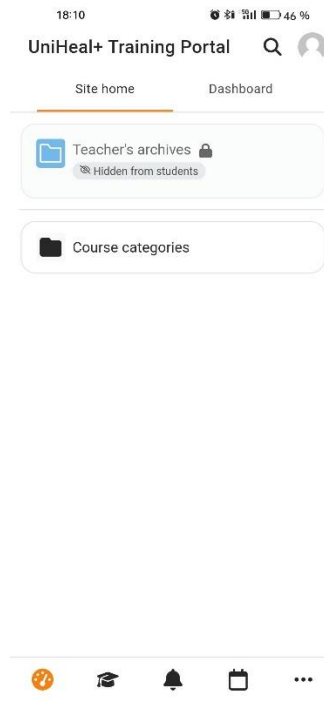 18:10
46 %
UniHeal+ Training Portal
Site home
Dashboard
Teacher's archives
Hidden from students
Course categories